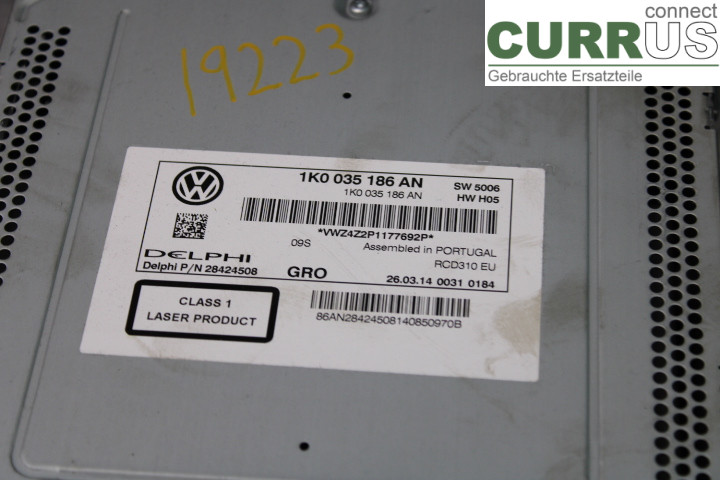 connect
CURRUS
Gebrauchte Ersatzteile
19223
1K0 035 186 AN
SW 5006
1K0 035 186 AN
HW H05
*VWZ4Z2P1177692P*
09S
Assembled in PORTUGAL
DELPHI
RCD310 EU
Delphi P/N 28424508
GRO
26.03.14 0031 0184
CLASS 1
LASER PRODUCT
86AN28424508140850970B